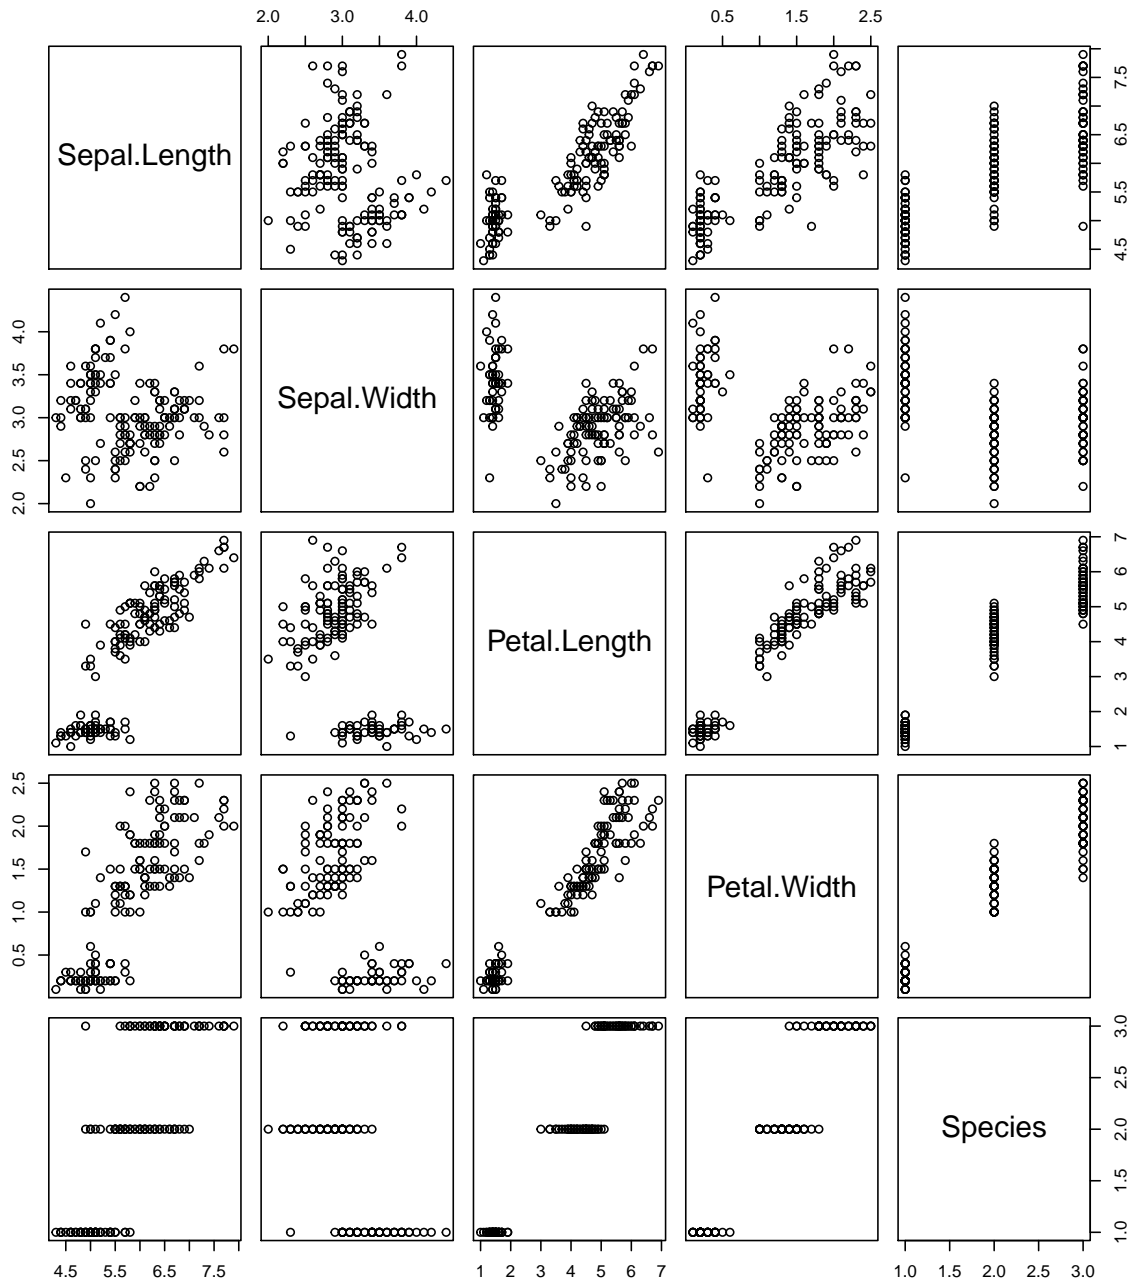 2.0 3.0 4.0 0.5 1.5 2.5
Sepal.Length
4.5 5.5 6.5 7.5
2.0 2.5 3.0 3.5 4.0
Sepal.Width
Petal.Length
1 2 3 4 5 6 7
0.5 1.0 1.5 2.0 2.5
Petal.Width
Species
1.0 1.5 2.0 2.5 3.0
4.5 5.5 6.5 7.5 1 2 3 4 5 6 7 1.0 1.5 2.0 2.5 3.0